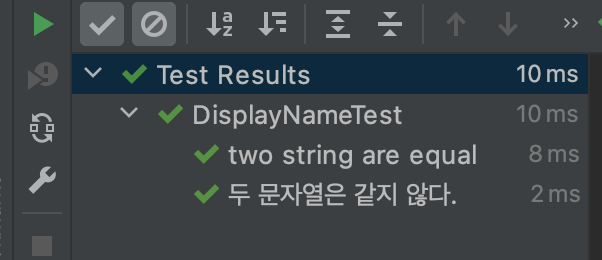 Test Results 10 ms
DisplayNameTest 10 ms
two string are equal 8 ms
두 문자열은 같지 않다. 2 ms